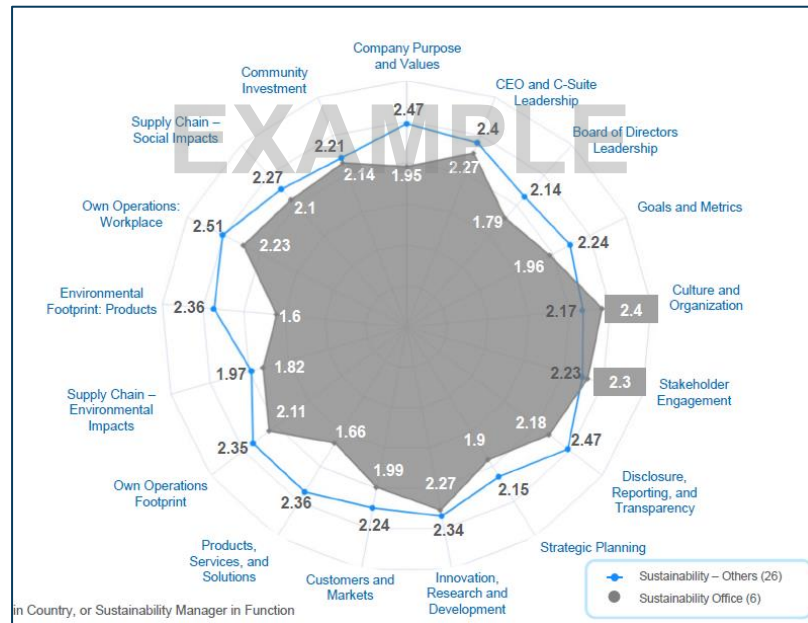 EXAMPLE
Company Purpose
and Values
CEO and C-Suite
Leadership
Board of Directors
Leadership
Goals and Metrics
Culture and
Organization
Stakeholder
Engagement
Disclosure,
Reporting, and
Transparency
Strategic Planning
Innovation,
Research and
Development
Customers and
Markets
Products,
Services, and
Solutions
Own Operations
Footprint
Supply Chain –
Environmental
Impacts
Environmental
Footprint: Products
Own Operations:
Workplace
Supply Chain –
Social Impacts
Community
Investment
2.47
2.4
2.14
2.24
2.17
2.23
2.47
2.15
2.34
2.24
2.36
2.35
1.97
2.36
2.51
2.27
2.21
1.95
2.27
1.79
1.96
2.4
2.3
2.18
1.9
2.27
1.99
1.66
2.11
1.82
1.6
2.23
2.1
2.14
Sustainability – Others (26)
Sustainability Office (6)
in Country, or Sustainability Manager in Function